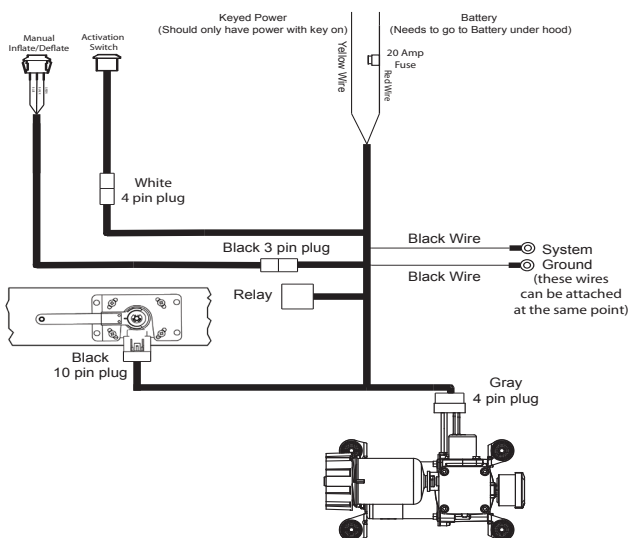 Keyed Power
(Should only have power with key on)
Battery
(Needs to go to Battery under hood)
Manual
Inflate/Deflate
Activation
Switch
Yellow Wire
20 Amp
Fuse
Red Wire
White
4 pin plug
Black 3 pin plug
Black Wire
System
Ground
(these wires
can be attached
at the same point)
Black Wire
Relay
Black
10 pin plug
Gray
4 pin plug